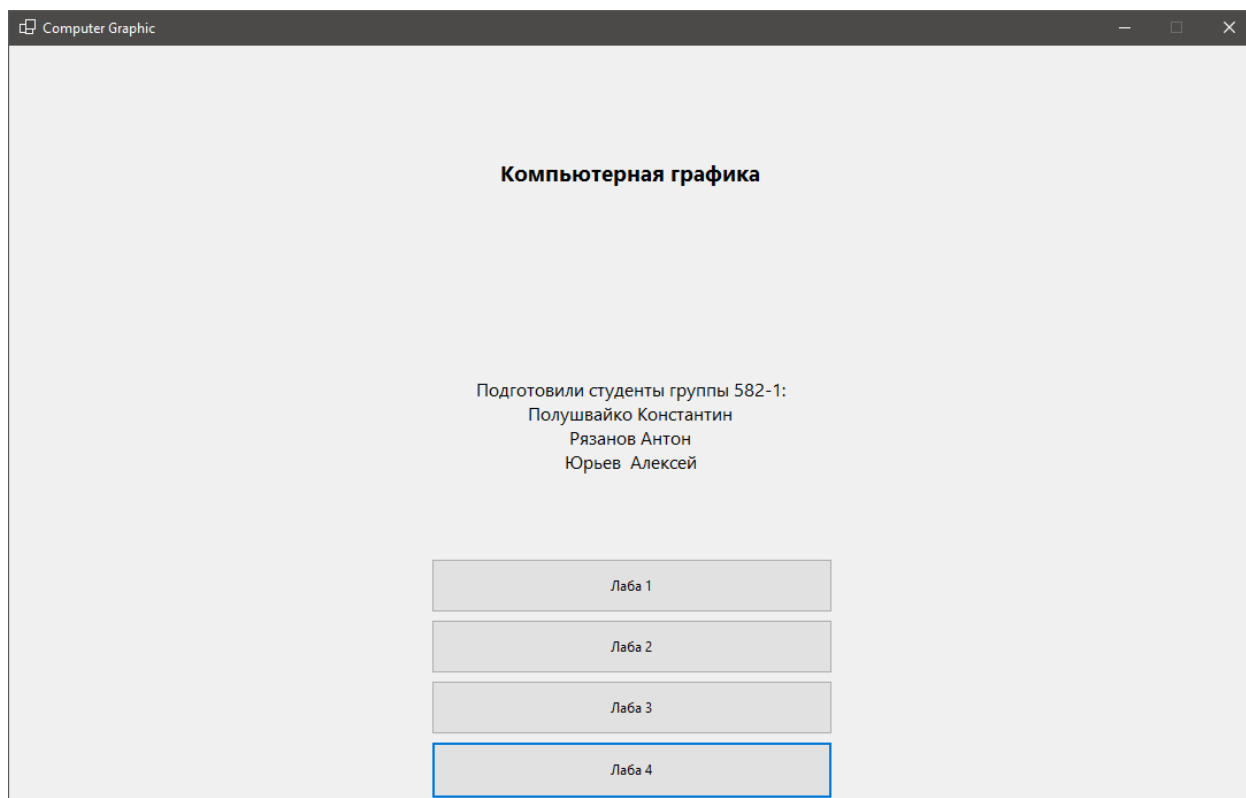 Computer Graphic
Компьютерная графика
Подготовили студенты группы 582-1:
Полушвайко Константин
Рязанов Антон
Юрьев  Алексей
Лаба 1
Лаба 2
Лаба 3
Лаба 4